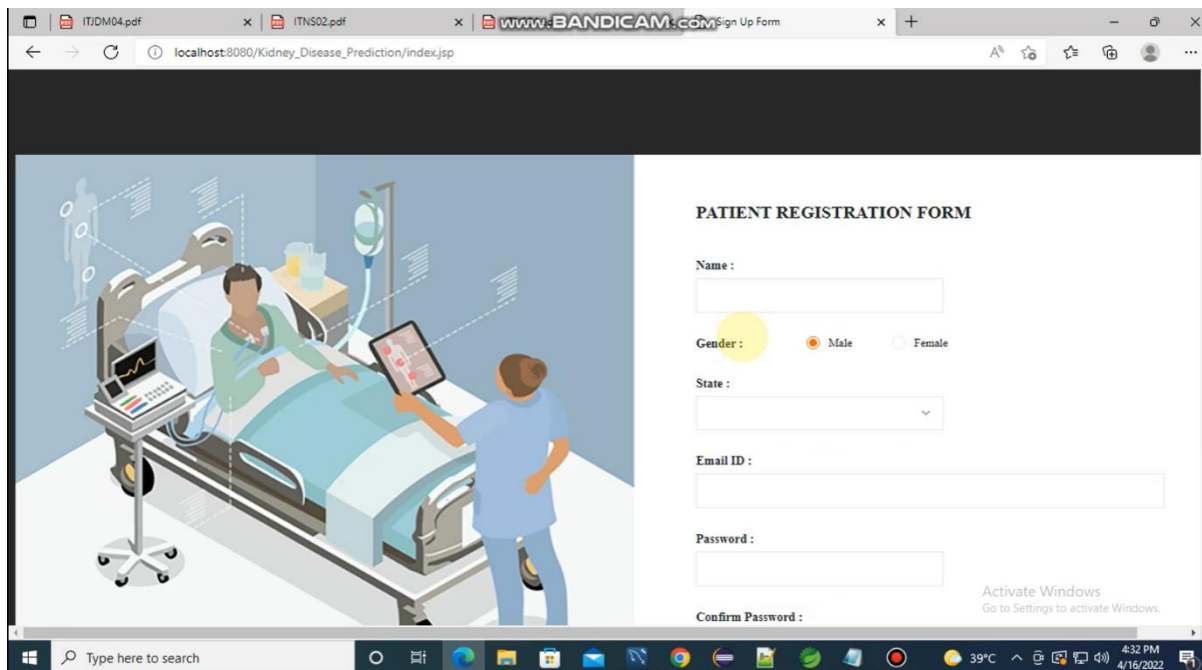 ITJDM04.pdf
ITNS02.pdf
www.BANDICAM.com
Sign Up Form
localhost:8080/Kidney_Disease_Prediction/index.jsp
PATIENT REGISTRATION FORM
Name :
Gender :
Male
Female
State :
Email ID :
Password :
Confirm Password :
Activate Windows
Go to Settings to activate Windows.
Type here to search
39°C
4:32 PM
4/16/2022